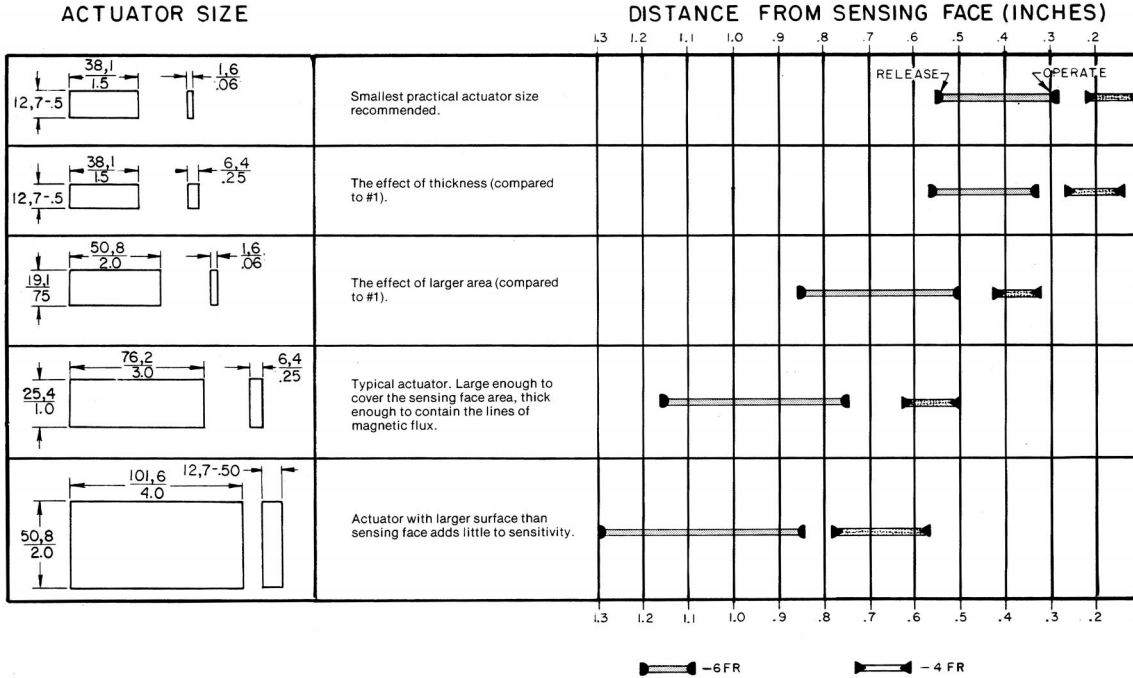 ACTUATOR SIZE
DISTANCE FROM SENSING FACE (INCHES)
1.3 1.2 1.1 1.0 .9 .8 .7 .6 .5 .4 .3 .2
38,1
1.5
1,6
.06
12,7-.5
Smallest practical actuator size
recommended.
RELEASE
OPERATE
38,1
1.5
6,4
.25
12,7-.5
The effect of thickness (compared
to #1).
50,8
2.0
1,6
.06
19,1
75
The effect of larger area (compared
to #1).
76,2
3.0
6,4
.25
25,4
1.0
Typical actuator. Large enough to
cover the sensing face area, thick
enough to contain the lines of
magnetic flux.
101,6
4.0
12,7-.50
50,8
2.0
Actuator with larger surface than
sensing face adds little to sensitivity.
1.3 1.2 1.1 1.0 .8 .7 .6 .5 .4 .3 .2
-6FR
-4FR